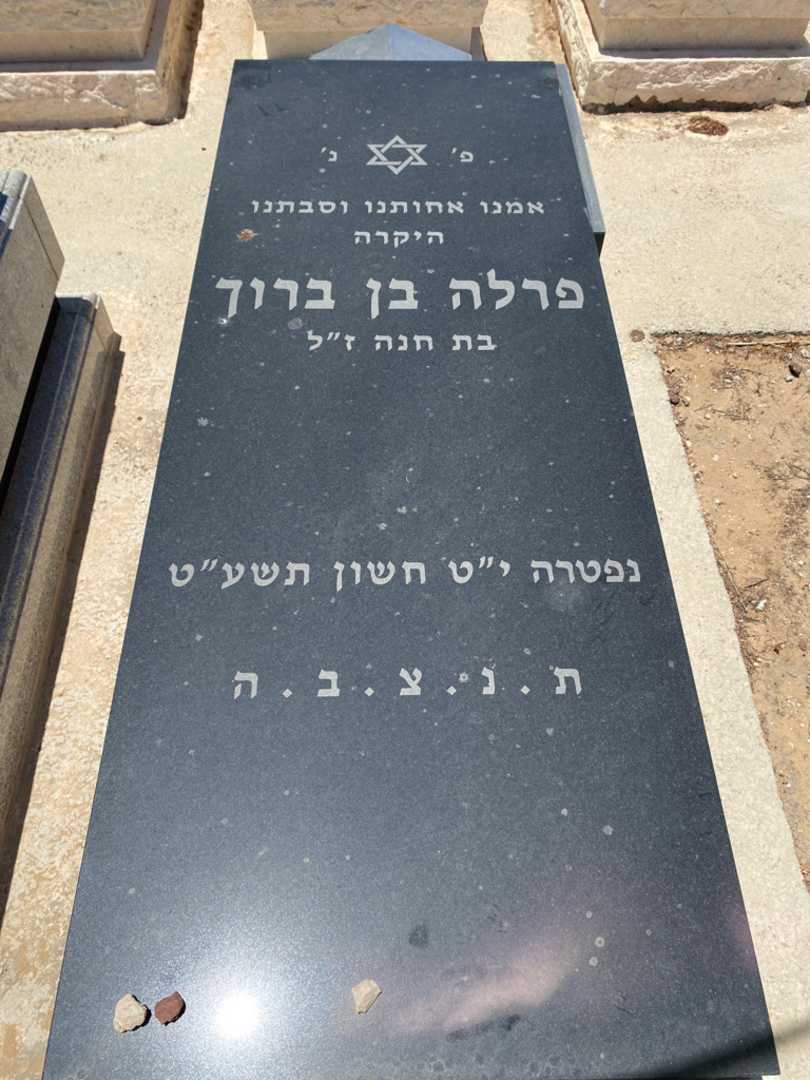 פ׳ נ׳
אמנו אחותנו וסבתנו
היקרה
פרלה בן ברוך
בת חנה ז״ל
נפטרה י״ט חשון תשע״ט
ת . נ . צ . ב . ה